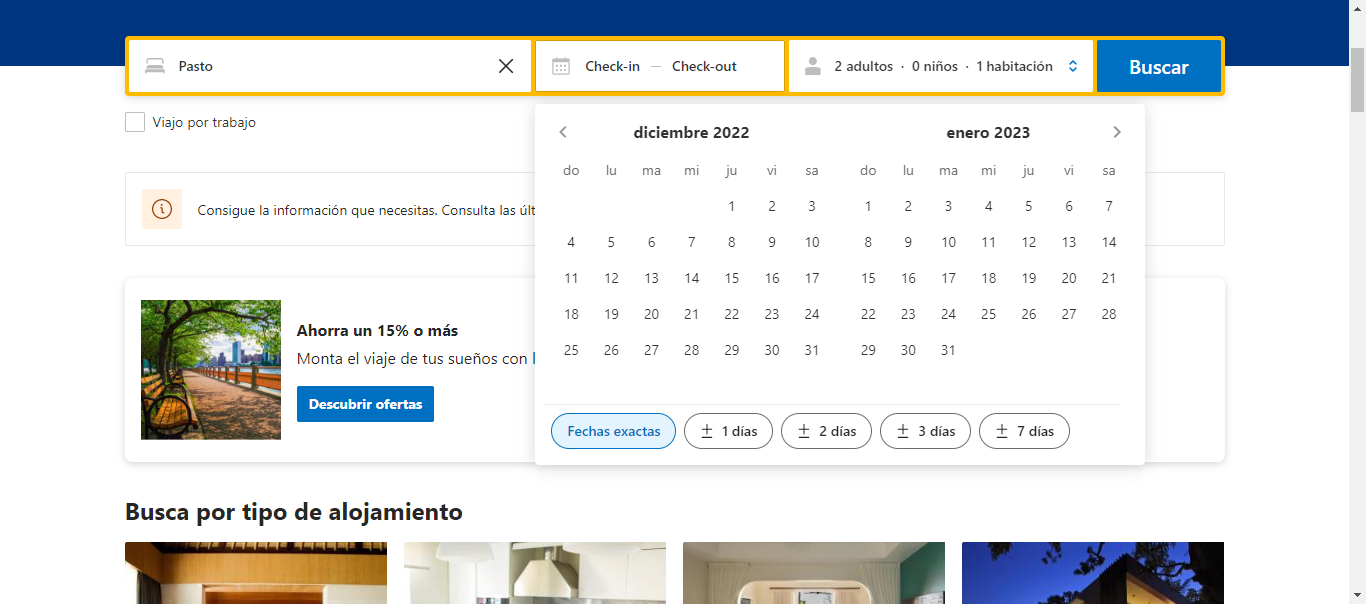 Pasto
Check-in — Check-out
2 adultos · 0 niños · 1 habitación
Buscar
Viajo por trabajo
diciembre 2022
do lu ma mi ju vi sa
1 2 3
4 5 6 7 8 9 10
11 12 13 14 15 16 17
18 19 20 21 22 23 24
25 26 27 28 29 30 31
enero 2023
do lu ma mi ju vi sa
1 2 3 4 5 6 7
8 9 10 11 12 13 14
15 16 17 18 19 20 21
22 23 24 25 26 27 28
29 30 31
Fechas exactas
± 1 días
± 2 días
± 3 días
± 7 días
Consigue la información que necesitas. Consulta las
Ahorra un 15% o más
Monta el viaje de tus sueños con
Descubrir ofertas
Busca por tipo de alojamiento